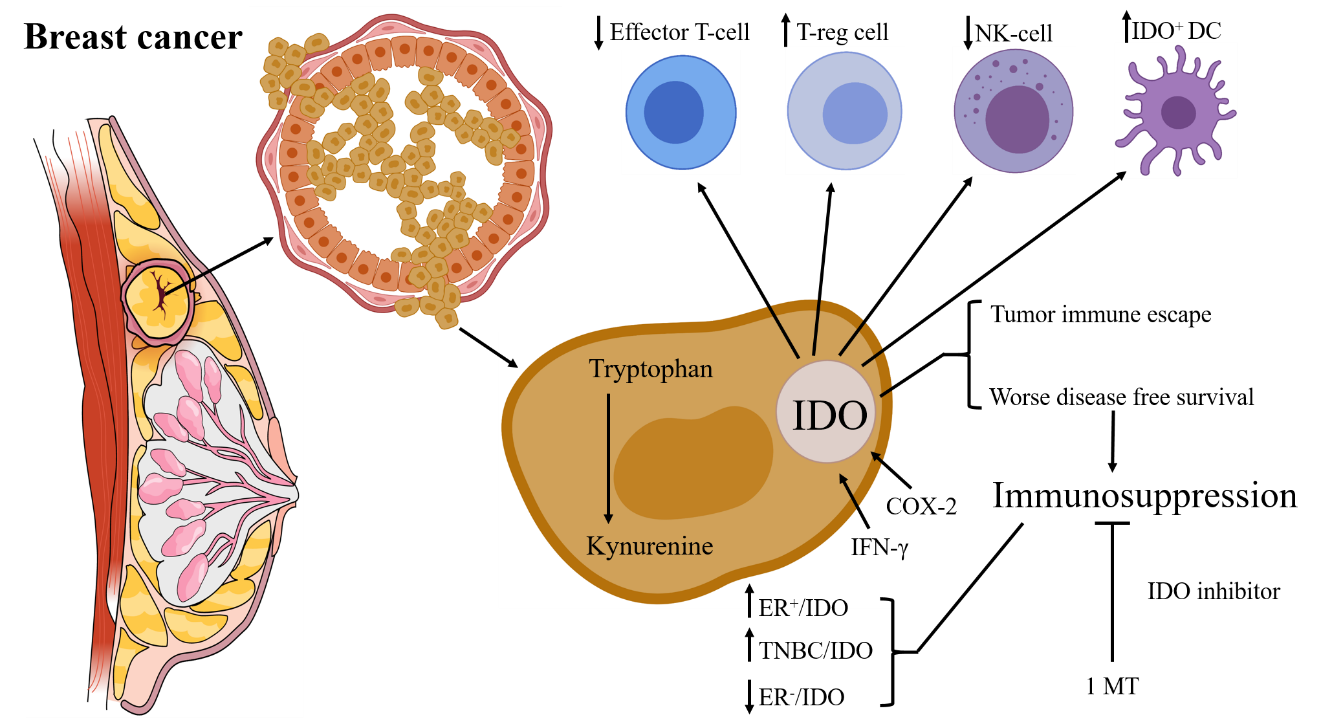 Breast cancer
↓ Effector T-cell
↑ T-reg cell
↓ NK-cell
↑ IDO⁺ DC
Tumor immune escape
Tryptophan
Worse disease free survival
IDO
Immunosuppression
COX-2
Kynurenine
IFN-γ
IDO inhibitor
↑ ER⁺/IDO
↑ TNBC/IDO
↓ ER⁻/IDO
1 MT